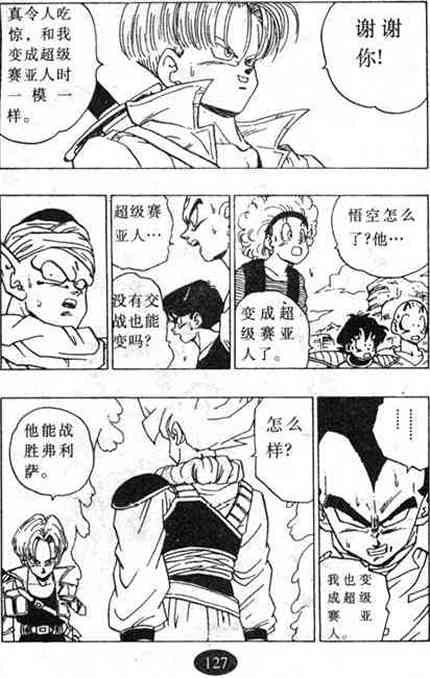 谢谢
你!
真令人吃
惊，和我
变成超级
赛亚人时
一模一
样。
悟空怎么
了?他…
变成超
级赛亚
人了。
超级赛
亚人…
没有交
战也能
变吗?
……
我也变
成超级
赛亚
人。
怎么
样?
他能战
胜弗利
萨。
127